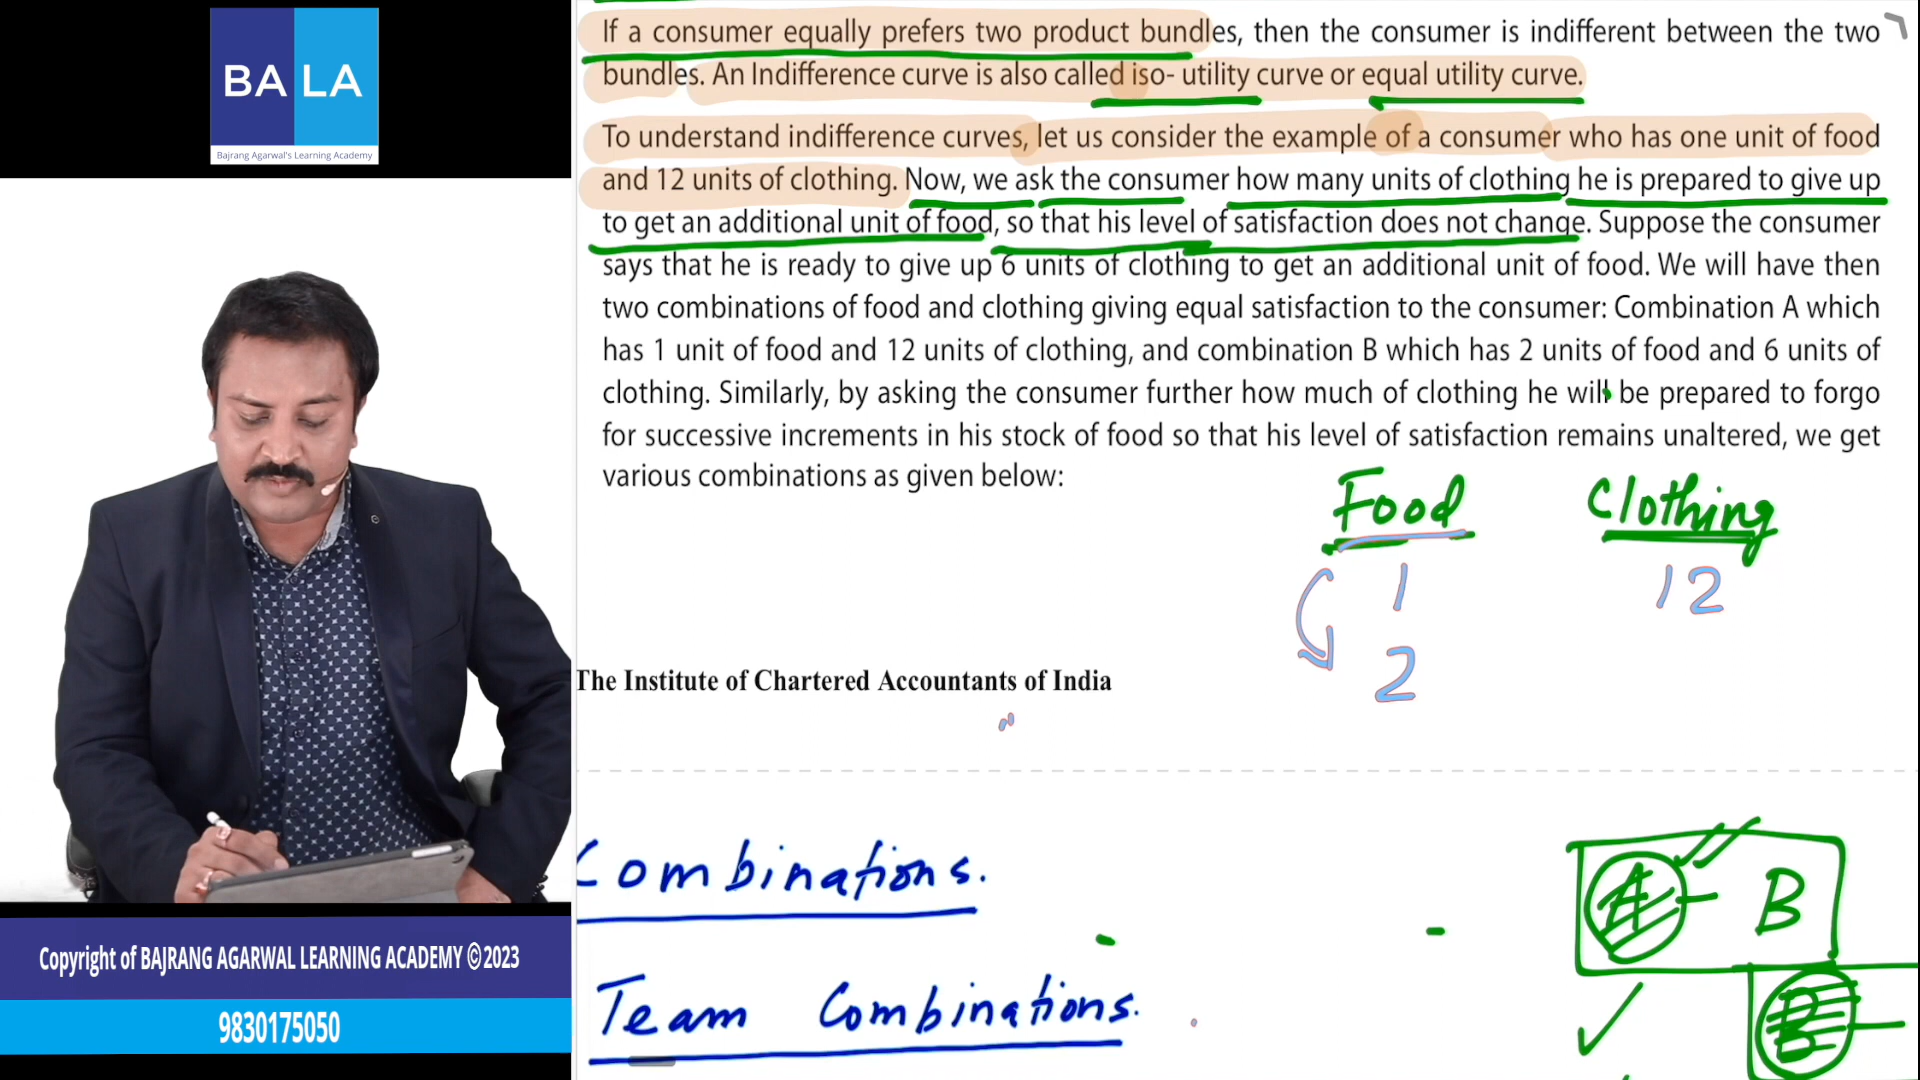 BA LA
Bajrang Agarwal's Learning Academy
If a consumer equally prefers two product bundles, then the consumer is indifferent between the two
bundles. An Indifference curve is also called iso- utility curve or equal utility curve.
To understand indifference curves, let us consider the example of a consumer who has one unit of food
and 12 units of clothing. Now, we ask the consumer how many units of clothing he is prepared to give up
to get an additional unit of food, so that his level of satisfaction does not change. Suppose the consumer
says that he is ready to give up 6 units of clothing to get an additional unit of food. We will have then
two combinations of food and clothing giving equal satisfaction to the consumer: Combination A which
has 1 unit of food and 12 units of clothing, and combination B which has 2 units of food and 6 units of
clothing. Similarly, by asking the consumer further how much of clothing he will be prepared to forgo
for successive increments in his stock of food so that his level of satisfaction remains unaltered, we get
various combinations as given below:
Food Clothing
1 12
2
The Institute of Chartered Accountants of India
Combinations.
A B
Team Combinations.
B
Copyright of BAJRANG AGARWAL LEARNING ACADEMY ©2023
9830175050